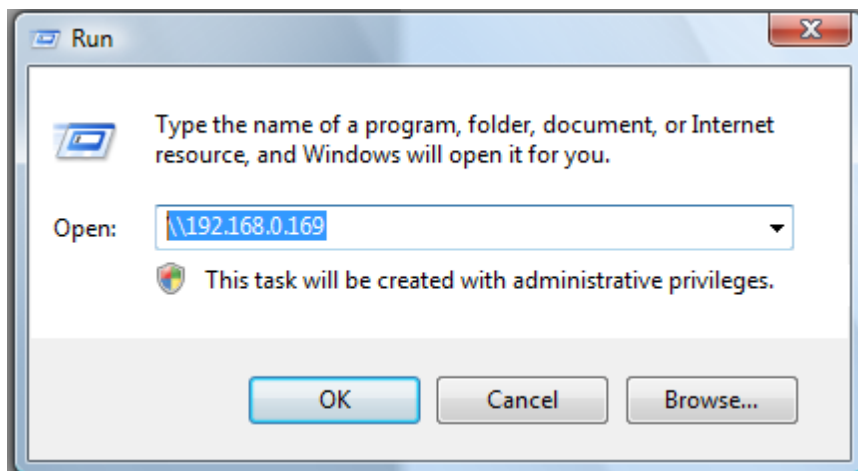 Run
Type the name of a program, folder, document, or Internet
resource, and Windows will open it for you.
Open: \\192.168.0.169
This task will be created with administrative privileges.
OK Cancel Browse...